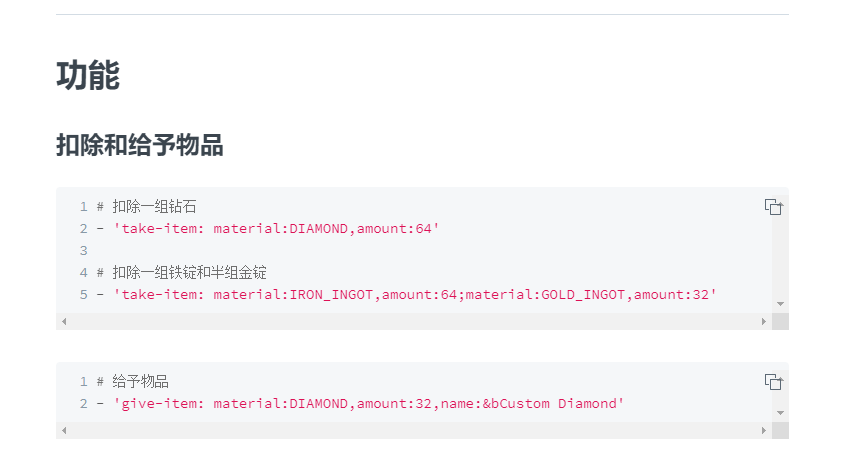 功能
扣除和给予物品
1 # 扣除一组钻石
2 - 'take-item: material:DIAMOND,amount:64'
3
4 # 扣除一组铁锭和半组金锭
5 - 'take-item: material:IRON_INGOT,amount:64;material:GOLD_INGOT,amount:32'
1 # 给予物品
2 - 'give-item: material:DIAMOND,amount:32,name:&bCustom Diamond'